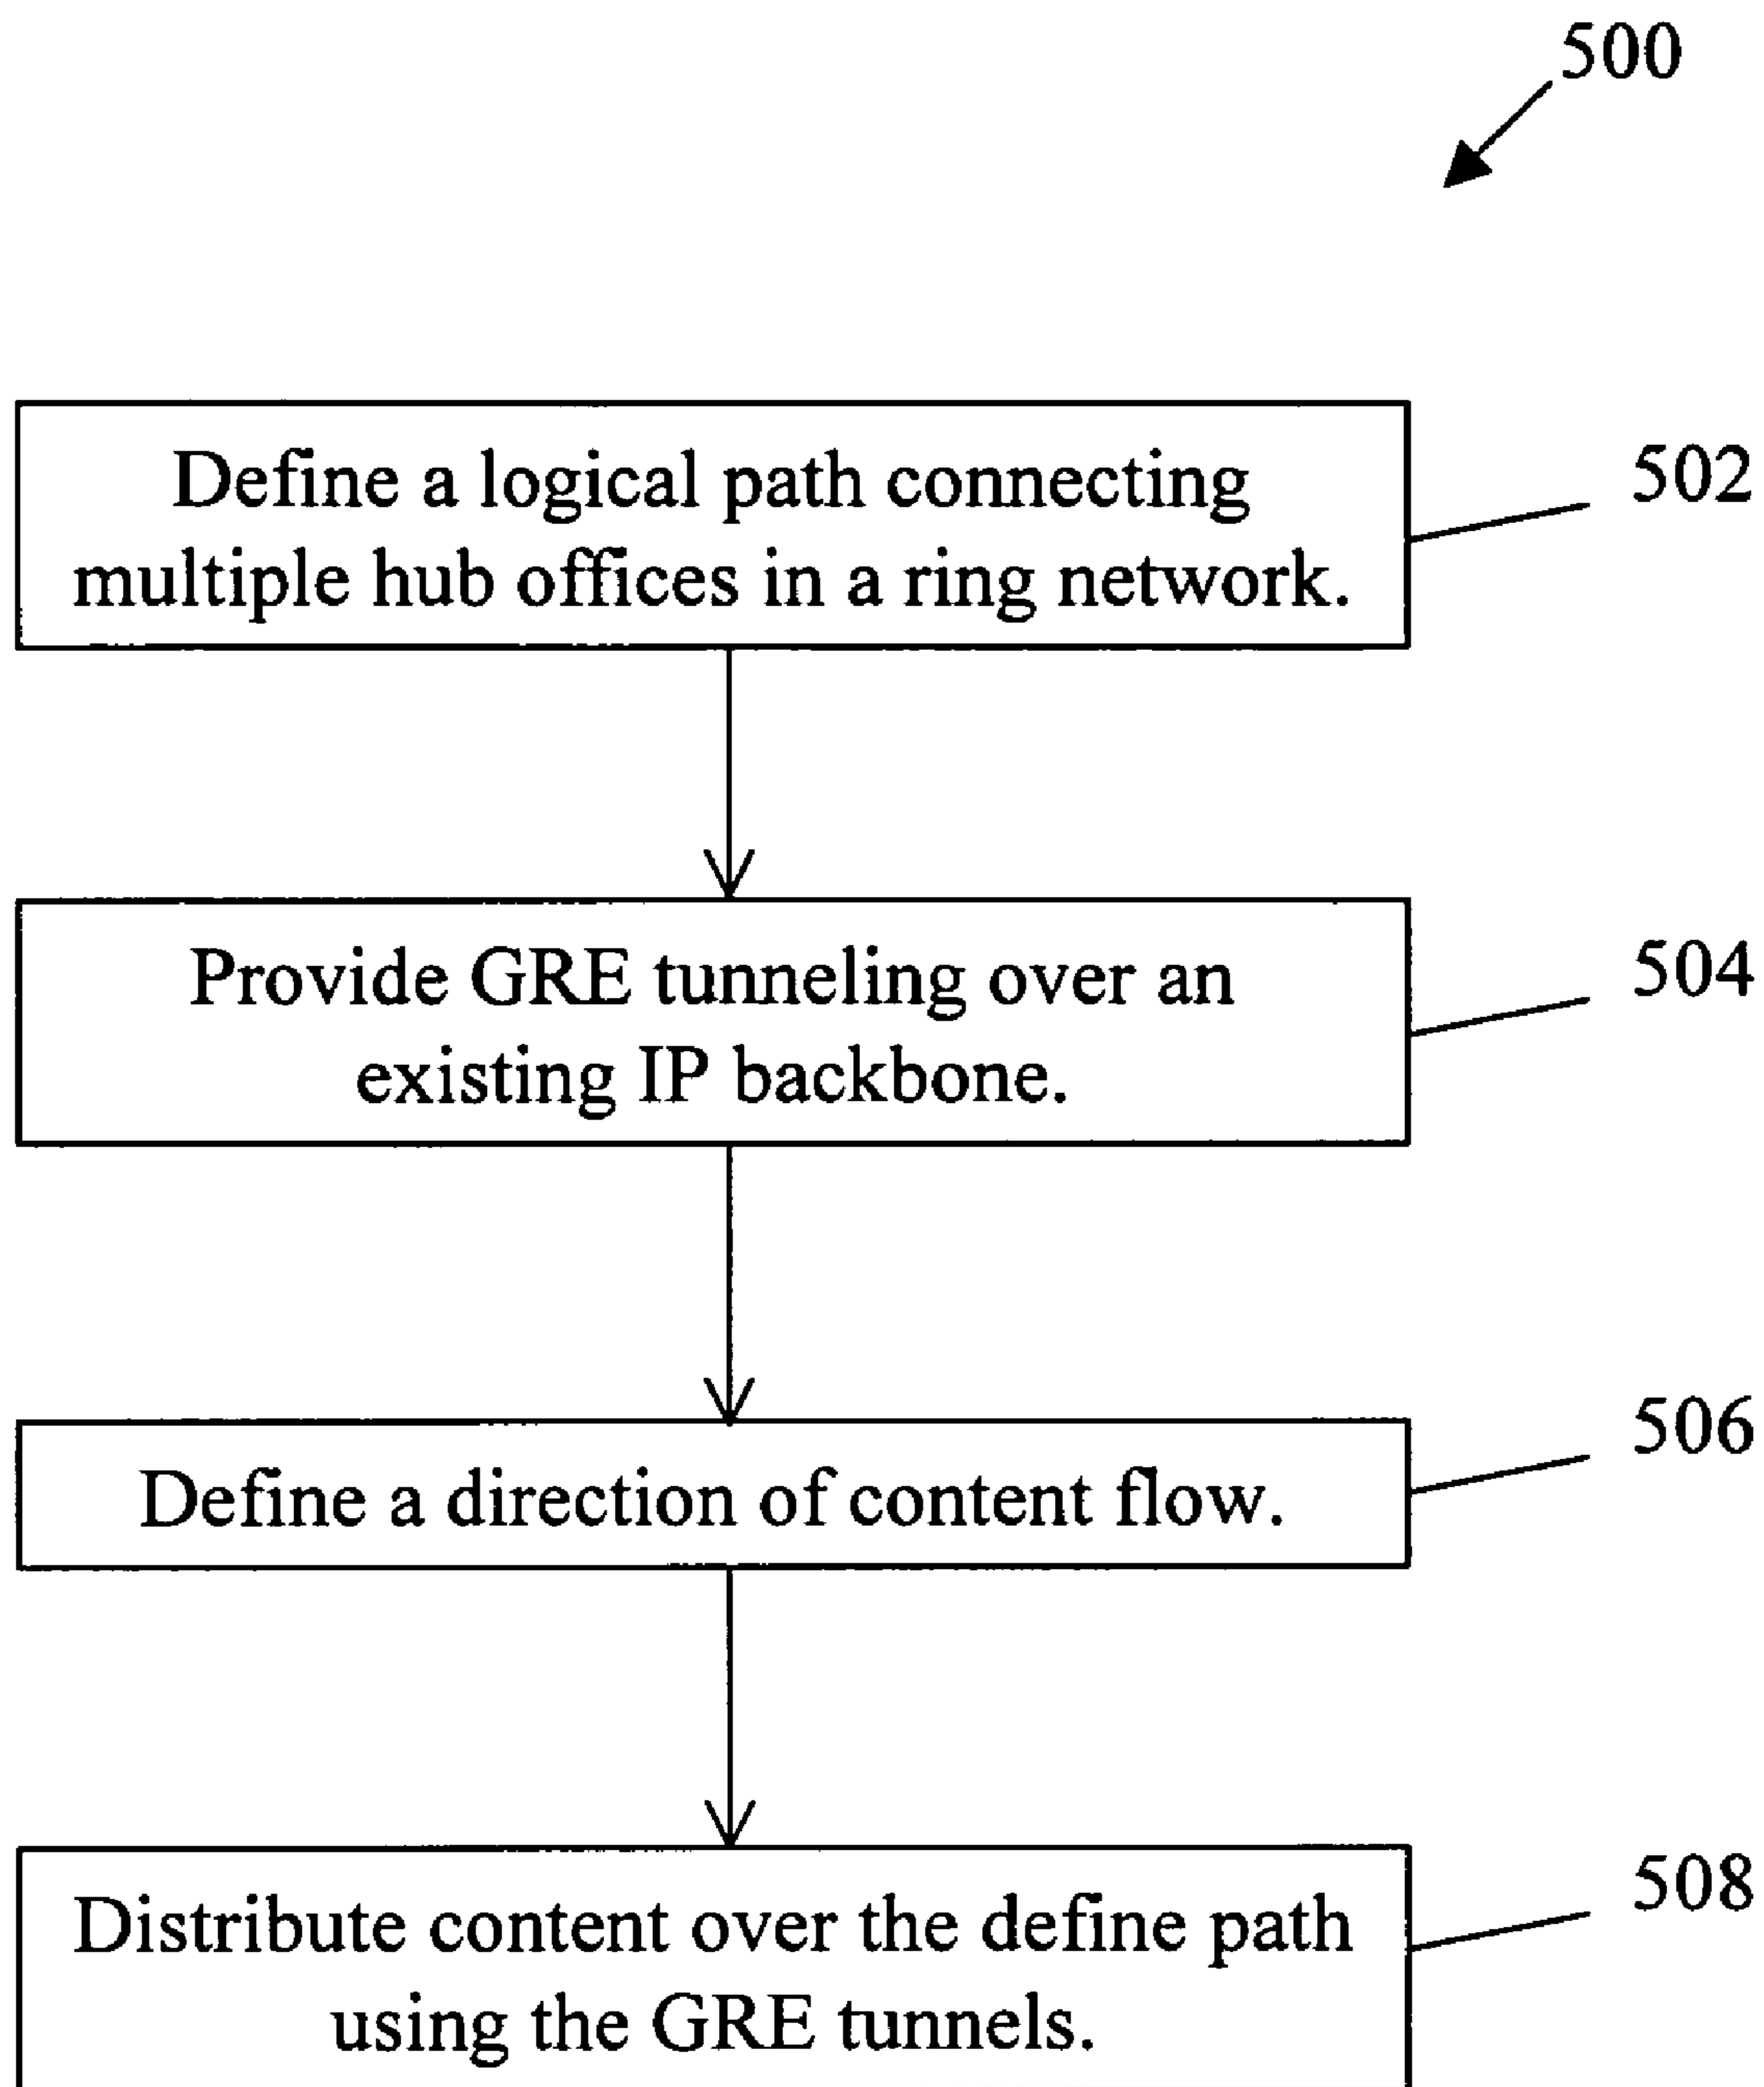 500
Define a logical path connecting
multiple hub offices in a ring network.
502
Provide GRE tunneling over an
existing IP backbone.
504
Define a direction of content flow.
506
Distribute content over the define path
using the GRE tunnels.
508